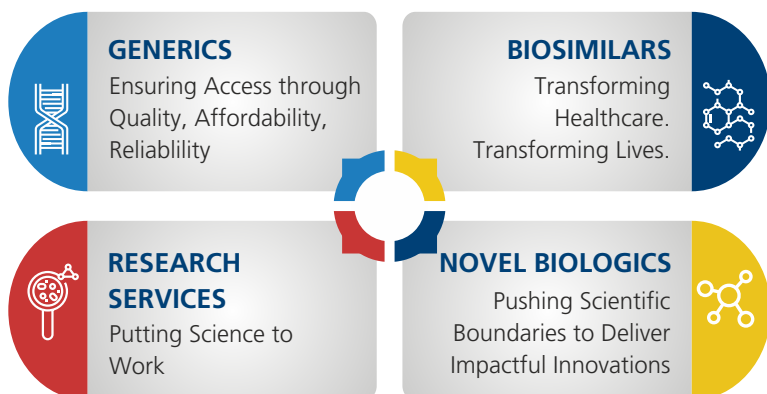 GENERICS
Ensuring Access through
Quality, Affordability,
Reliablility
BIOSIMILARS
Transforming
Healthcare.
Transforming Lives.
RESEARCH
SERVICES
Putting Science to
Work
NOVEL BIOLOGICS
Pushing Scientific
Boundaries to Deliver
Impactful Innovations